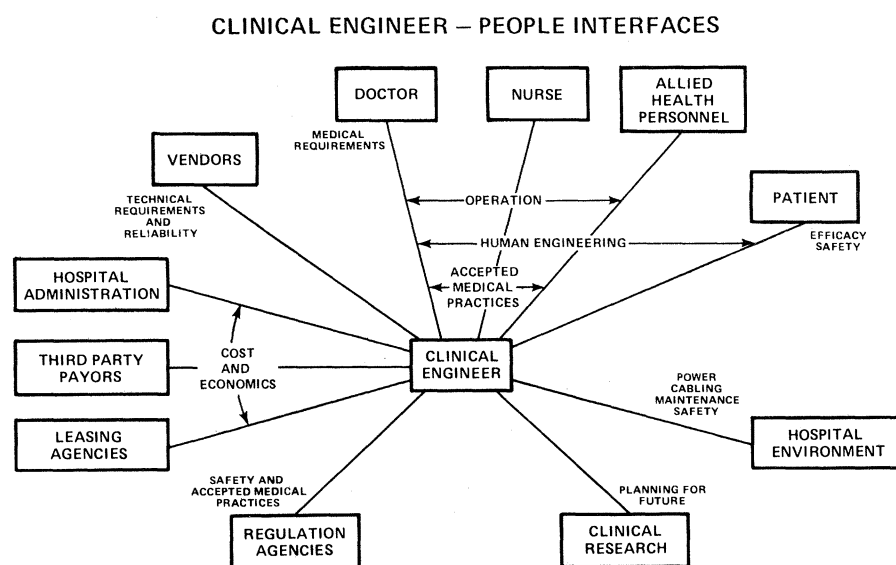 CLINICAL ENGINEER – PEOPLE INTERFACES
DOCTOR
NURSE
ALLIED
HEALTH
PERSONNEL
MEDICAL
REQUIREMENTS
VENDORS
TECHNICAL
REQUIREMENTS
AND
RELIABILITY
OPERATION
PATIENT
EFFICACY
SAFETY
HUMAN ENGINEERING
ACCEPTED
MEDICAL
PRACTICES
HOSPITAL
ADMINISTRATION
THIRD PARTY
PAYORS
COST
AND
ECONOMICS
CLINICAL
ENGINEER
LEASING
AGENCIES
POWER
CABLING
MAINTENANCE
SAFETY
HOSPITAL
ENVIRONMENT
SAFETY AND
ACCEPTED MEDICAL
PRACTICES
REGULATION
AGENCIES
PLANNING FOR
FUTURE
CLINICAL
RESEARCH